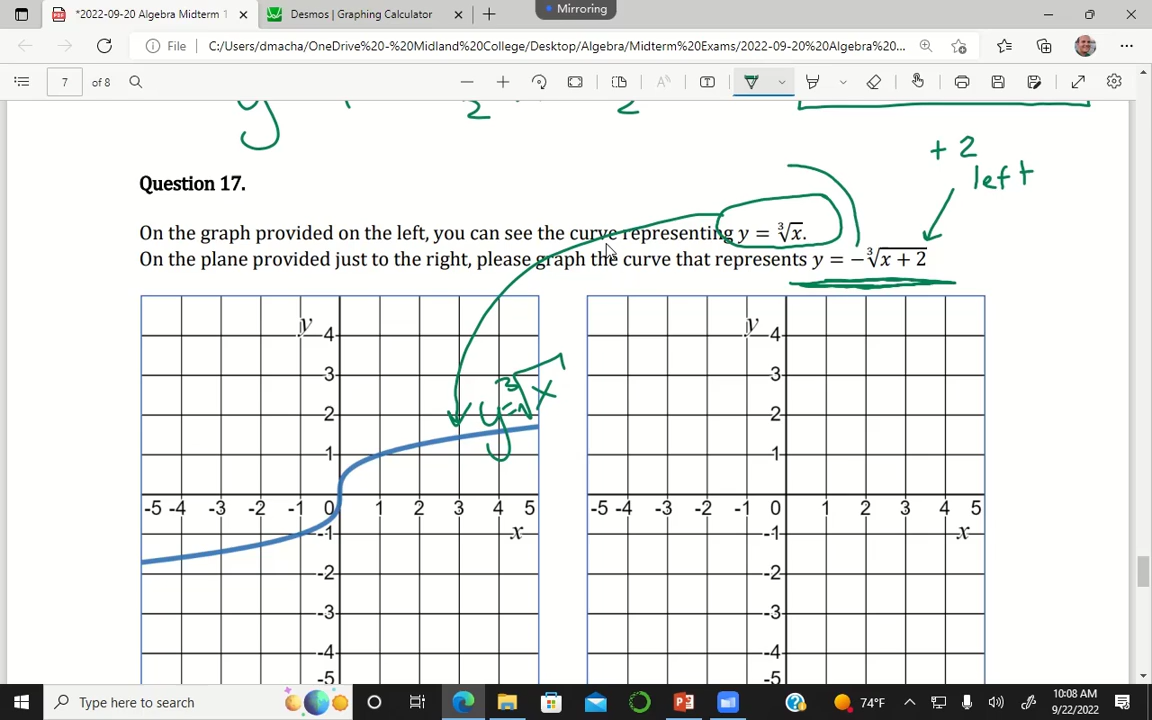 *2022-09-20 Algebra Midterm 1
Desmos | Graphing Calculator
Mirroring
File
C:/Users/dmacha/OneDrive%20-%20Midland%20College/Desktop/Algebra/Midterm%20Exams/2022-09-20%20Algebra%20...
7 of 8
y 2 2
+ 2
left
Question 17.
On the graph provided on the left, you can see the curve representing y = ∛x.
On the plane provided just to the right, please graph the curve that represents y = −∛x + 2
y 4 3 2 1 0 -1 -2 -3 -4 -5
-5 -4 -3 -2 -1 1 2 3 4 5 x
y=∛x
y 4 3 2 1 0 -1 -2 -3 -4 -5
-5 -4 -3 -2 -1 1 2 3 4 5 x
Type here to search
74°F
10:08 AM
9/22/2022